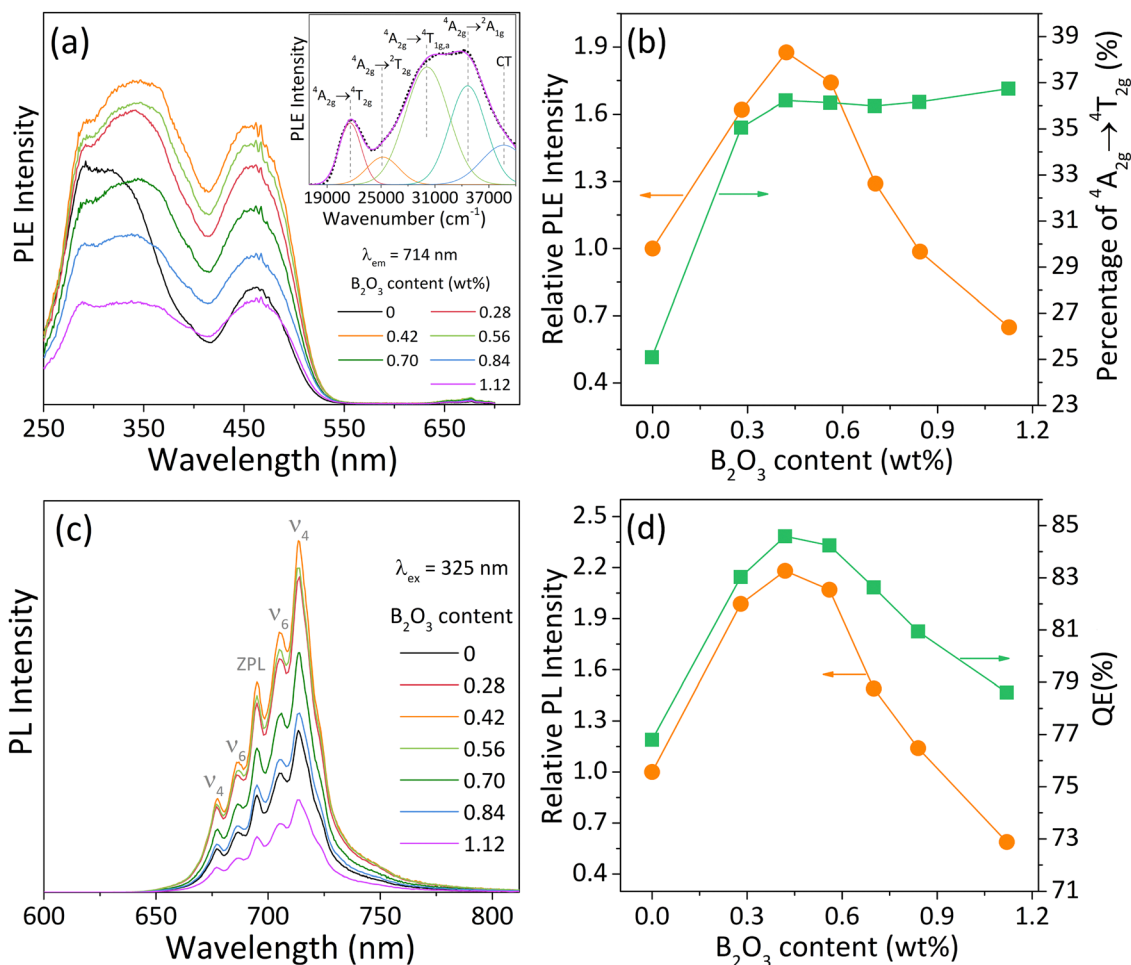 (a)
⁴A₂g→²A₁g
⁴A₂g→⁴T₁g,a
⁴A₂g→²T₂g
CT
⁴A₂g→⁴T₂g
PLE Intensity
19000 25000 31000 37000
Wavenumber (cm⁻¹)
λem = 714 nm
B₂O₃ content (wt%)
0 0.28
0.42 0.56
0.70 0.84
1.12
PLE Intensity
250 350 450 550 650
Wavelength (nm)
(b)
1.9
1.6
1.3
1.0
0.7
0.4
Relative PLE Intensity
39
37
35
33
31
29
27
25
23
Percentage of ⁴A₂g→⁴T₂g (%)
0.0 0.3 0.6 0.9 1.2
B₂O₃ content (wt%)
(c)
ν₄
ν₆
ZPL
ν₆
ν₄
λex = 325 nm
B₂O₃ content
0
0.28
0.42
0.56
0.70
0.84
1.12
PL Intensity
600 650 700 750 800
Wavelength (nm)
(d)
2.5
2.2
1.9
1.6
1.3
1.0
0.7
0.4
Relative PL Intensity
85
83
81
79
77
75
73
71
QE(%)
0.0 0.3 0.6 0.9 1.2
B₂O₃ content (wt%)